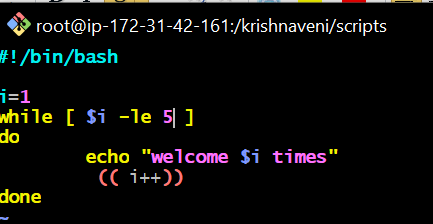 root@ip-172-31-42-161:/krishnaveni/scripts
#!/bin/bash
i=1
while [ $i -le 5 ]
do
        echo "welcome $i times"
         (( i++))
done
~